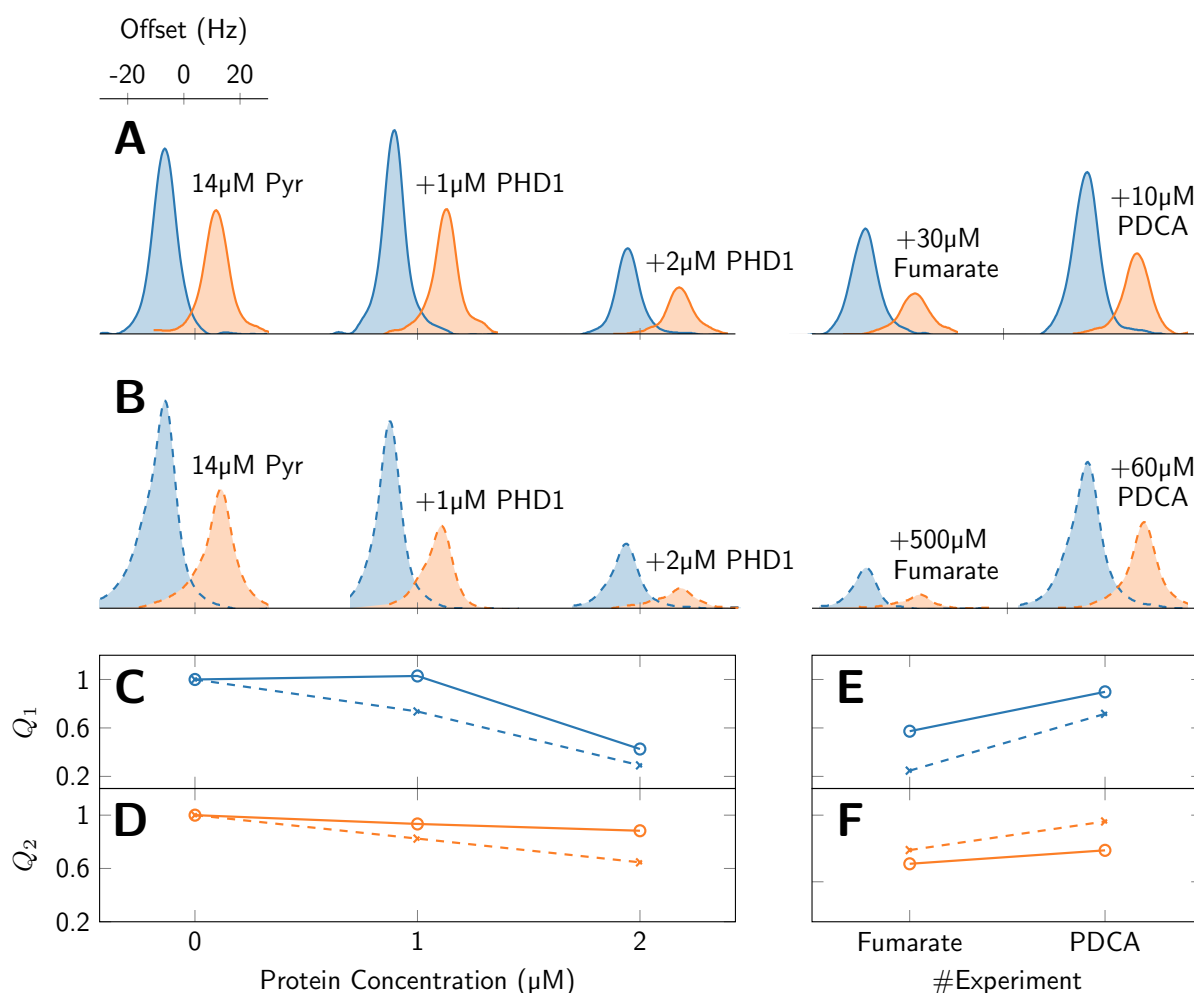 Offset (Hz)
-20 0 20
A
14µM Pyr
+1µM PHD1
+2µM PHD1
+30µM
Fumarate
+10µM
PDCA
B
14µM Pyr
+1µM PHD1
+2µM PHD1
+500µM
Fumarate
+60µM
PDCA
C
E
Q1
1
0.6
0.2
D
F
Q2
1
0.6
0.2
0 1 2
Fumarate PDCA
Protein Concentration (µM)
#Experiment